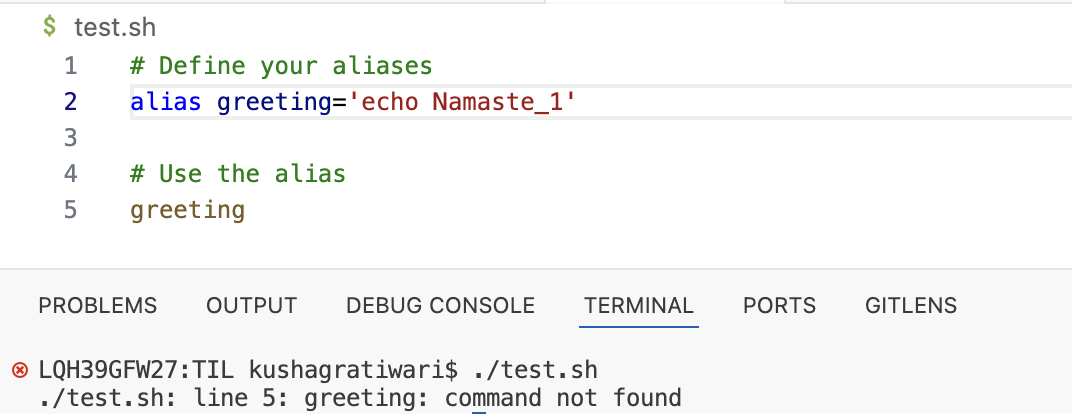 $ test.sh
1 # Define your aliases
2 alias greeting='echo Namaste_1'
3
4 # Use the alias
5 greeting
PROBLEMS OUTPUT DEBUG CONSOLE TERMINAL PORTS GITLENS
LQH39GFW27:TIL kushagratiwari$ ./test.sh
./test.sh: line 5: greeting: command not found